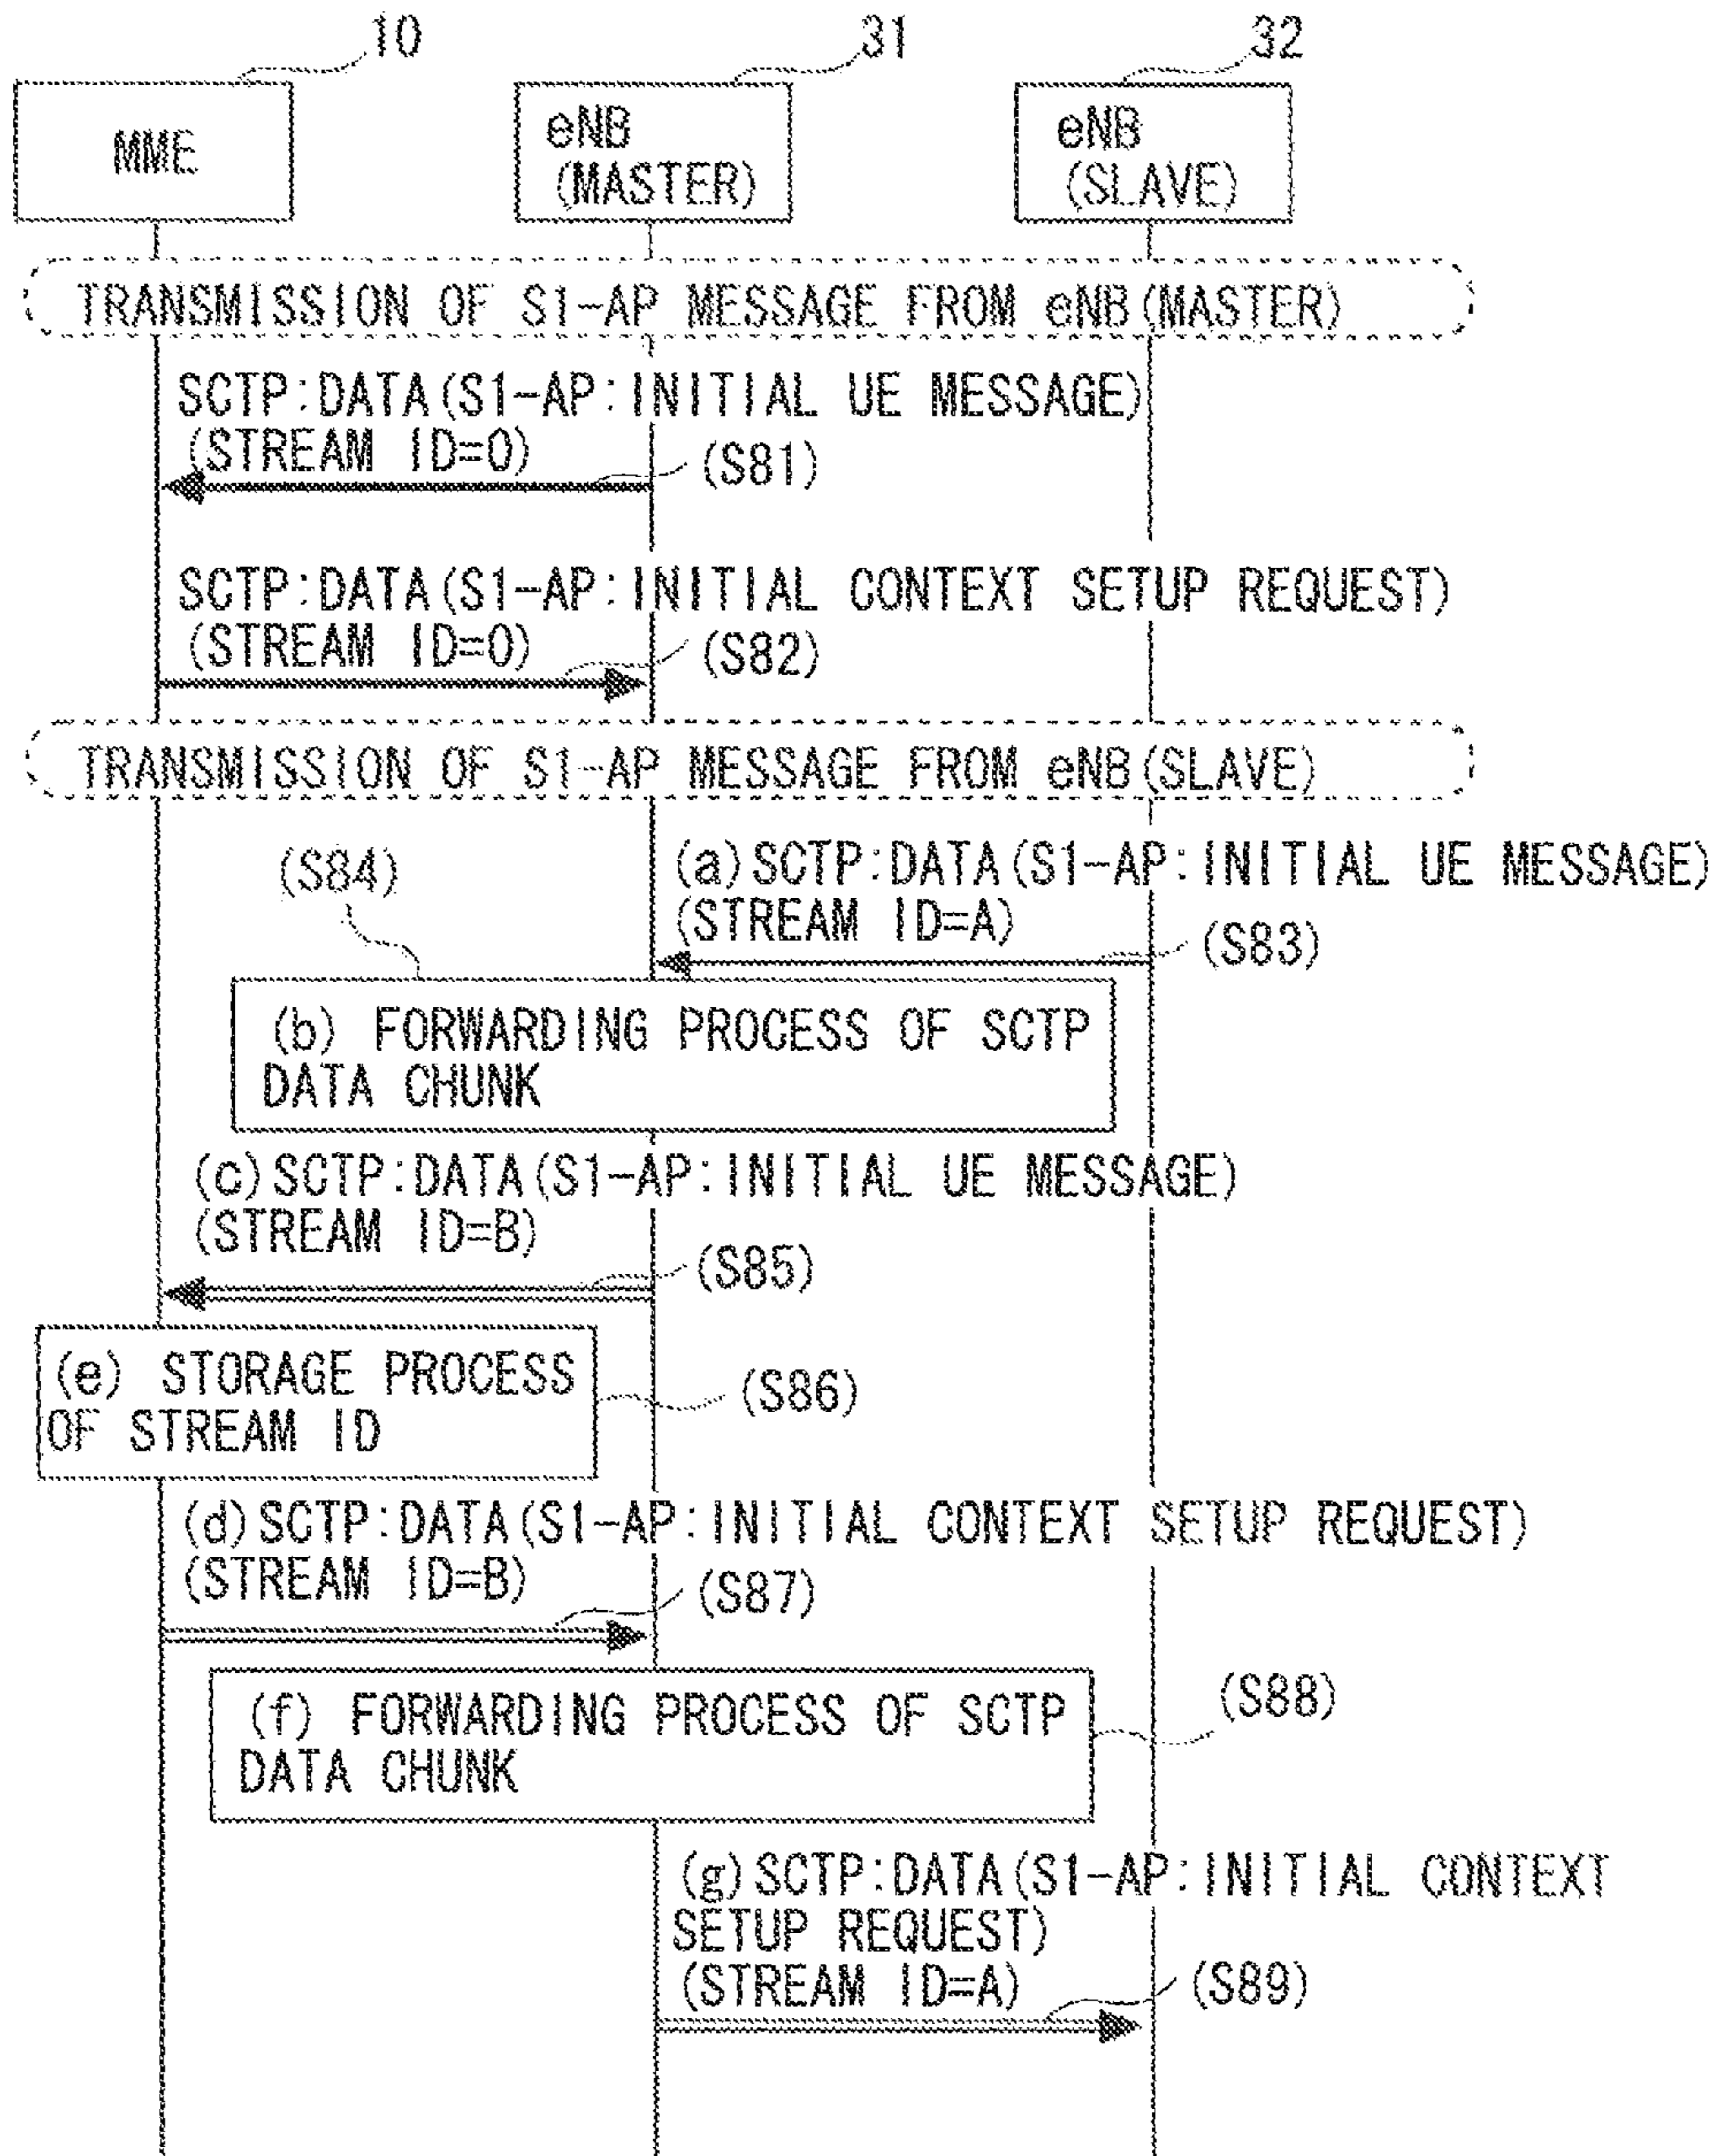 10
31
32
MME
eNB
(MASTER)
eNB
(SLAVE)
TRANSMISSION OF S1-AP MESSAGE FROM eNB(MASTER)
SCTP:DATA(S1-AP:INITIAL UE MESSAGE)
(STREAM ID=0)
(S81)
SCTP:DATA(S1-AP:INITIAL CONTEXT SETUP REQUEST)
(STREAM ID=0)
(S82)
TRANSMISSION OF S1-AP MESSAGE FROM eNB(SLAVE)
(S84)
(a)SCTP:DATA(S1-AP:INITIAL UE MESSAGE)
(STREAM ID=A)
(S83)
(b) FORWARDING PROCESS OF SCTP
DATA CHUNK
(c)SCTP:DATA(S1-AP:INITIAL UE MESSAGE)
(STREAM ID=B)
(S85)
(e) STORAGE PROCESS
OF STREAM ID
(S86)
(d)SCTP:DATA(S1-AP:INITIAL CONTEXT SETUP REQUEST)
(STREAM ID=B)
(S87)
(f) FORWARDING PROCESS OF SCTP
DATA CHUNK
(S88)
(g)SCTP:DATA(S1-AP:INITIAL CONTEXT
SETUP REQUEST)
(STREAM ID=A)
(S89)